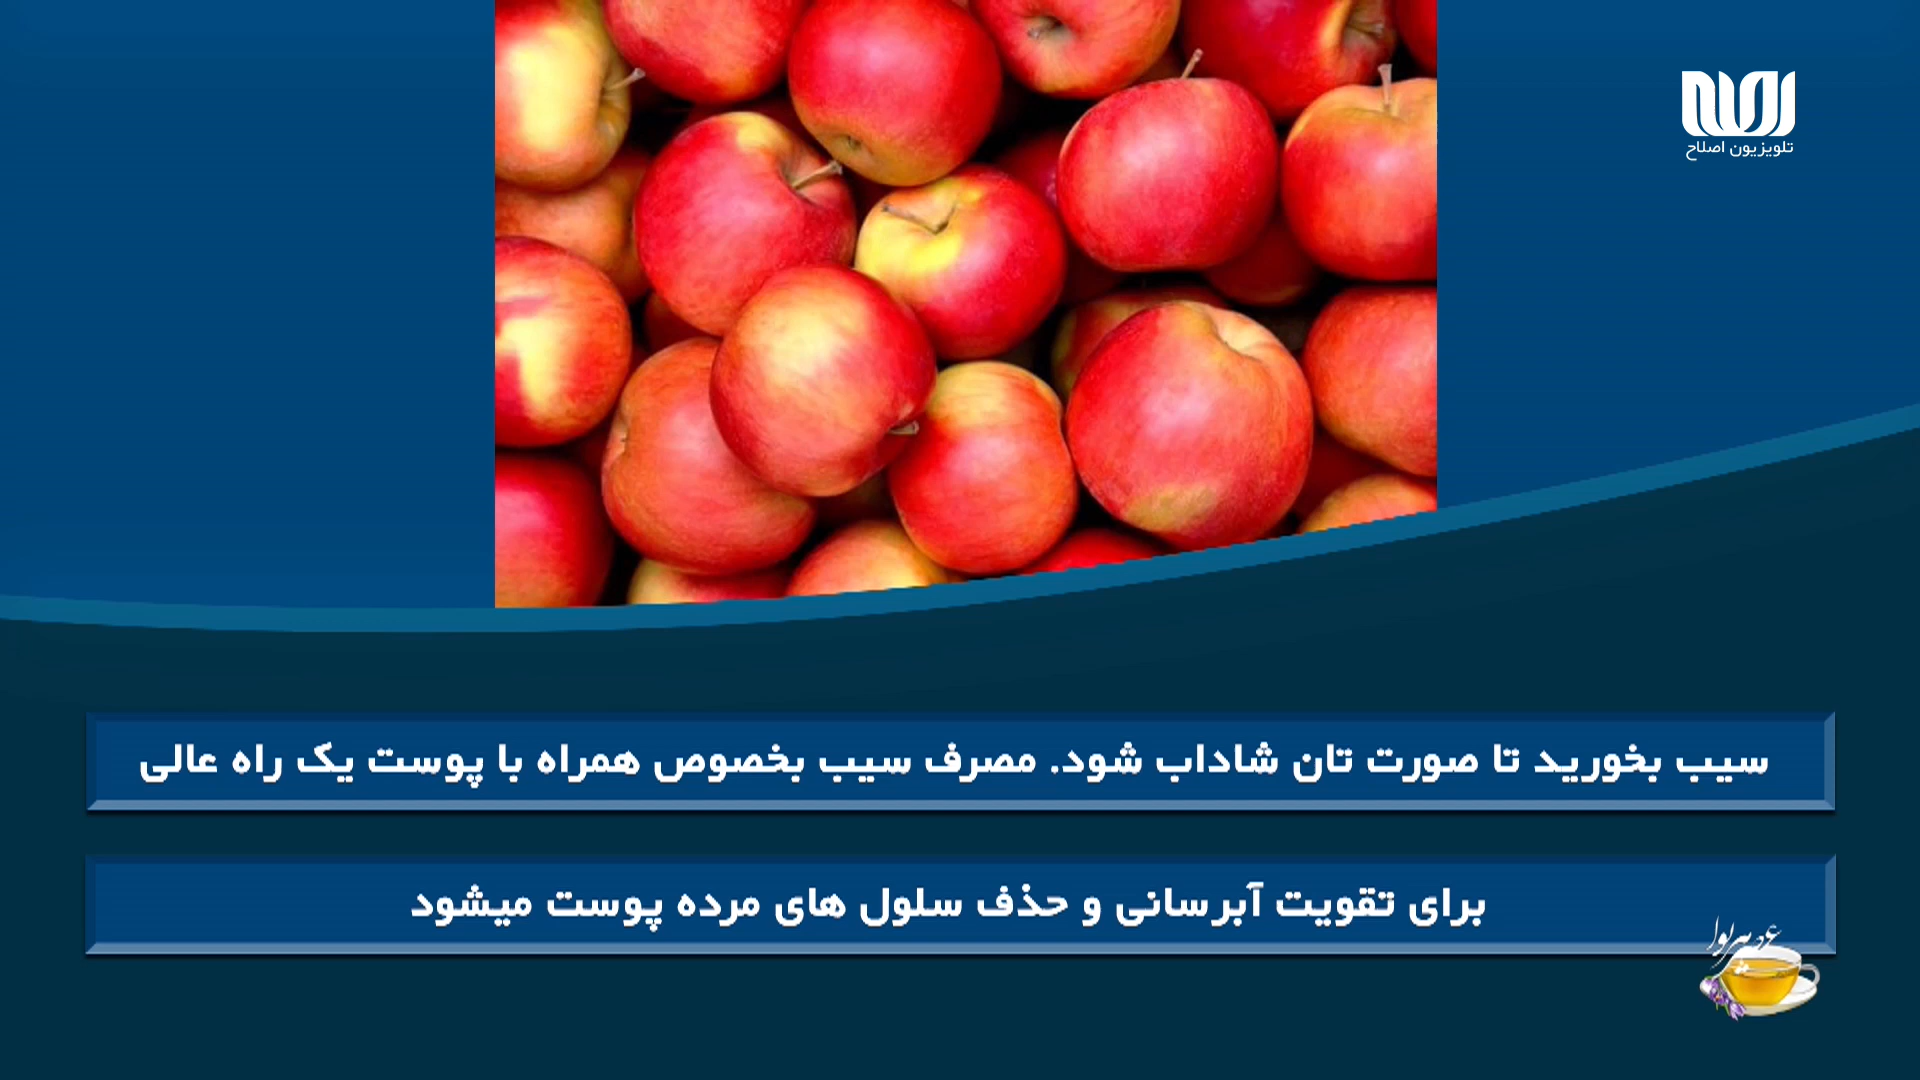 تلویزیون اصلاح
سیب بخورید تا صورت تان شاداب شود. مصرف سیب بخصوص همراه با پوست یک راه عالی
برای تقویت آبرسانی و حذف سلول های مرده پوست میشود